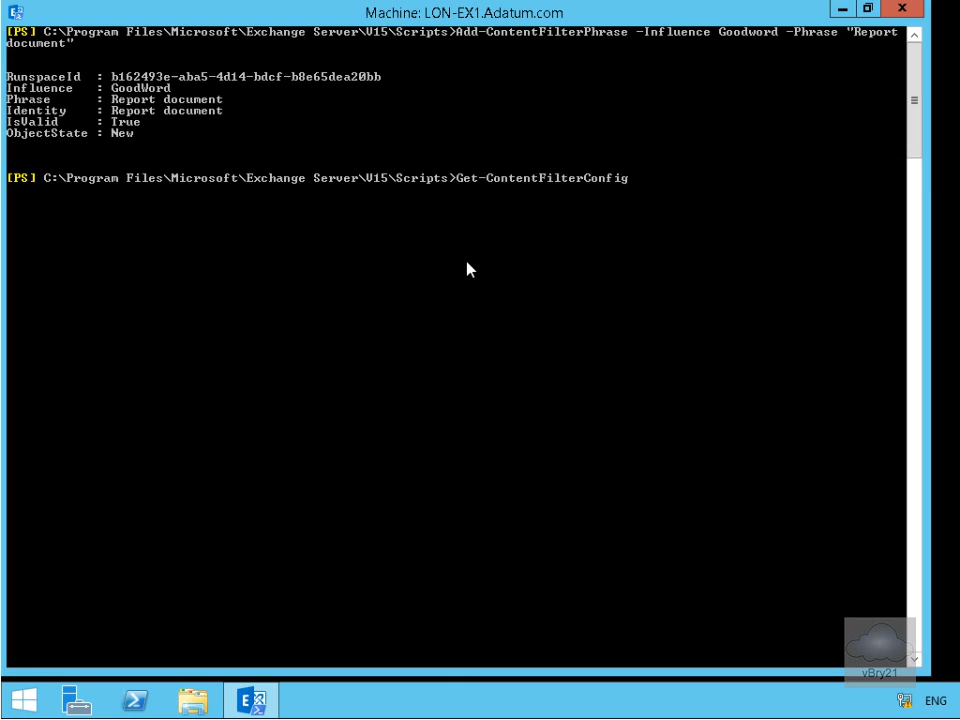 Machine: LON-EX1.Adatum.com
[PS] C:\Program Files\Microsoft\Exchange Server\V15\Scripts>Add-ContentFilterPhrase -Influence Goodword -Phrase "Report
document"
RunspaceId : b162493e-aba5-4d14-bdcf-b8e65dea20bb
Influence : GoodWord
Phrase : Report document
Identity : Report document
IsValid : True
ObjectState : New
[PS] C:\Program Files\Microsoft\Exchange Server\V15\Scripts>Get-ContentFilterConfig
vBry21
ENG